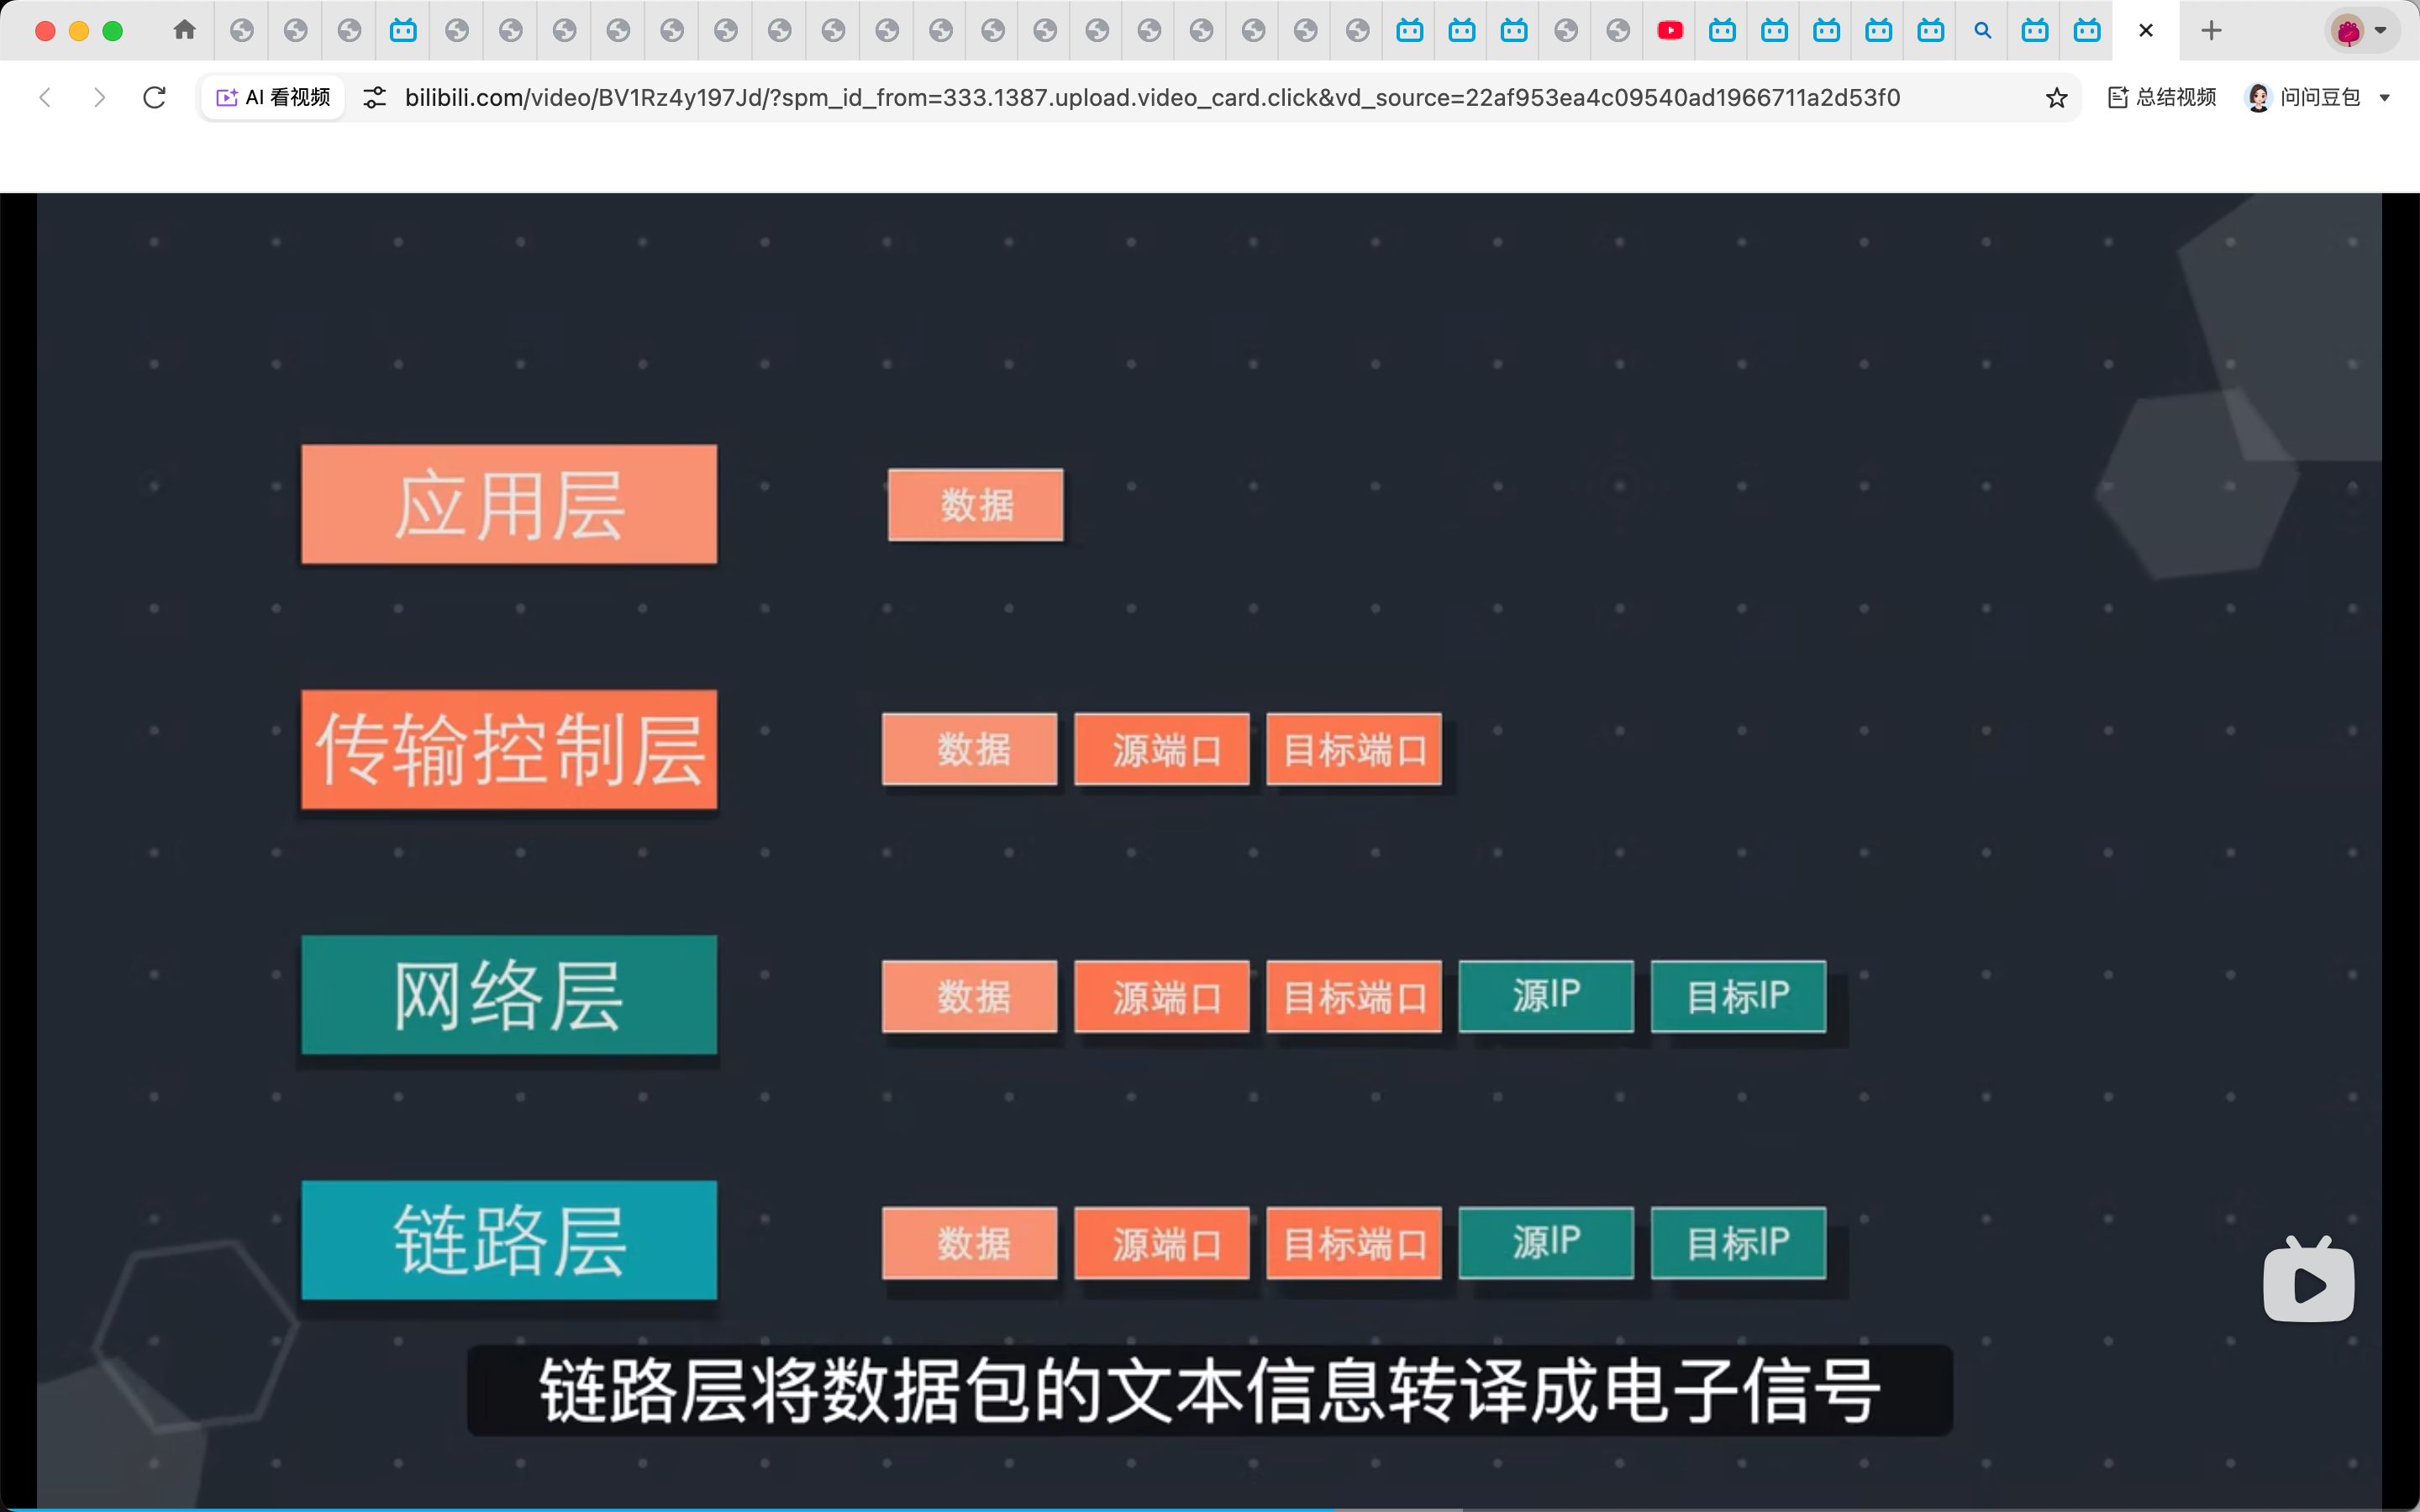 AI 看视频
bilibili.com/video/BV1Rz4y197Jd/?spm_id_from=333.1387.upload.video_card.click&vd_source=22af953ea4c09540ad1966711a2d53f0
总结视频
问问豆包
应用层
数据
传输控制层
数据 源端口 目标端口
网络层
数据 源端口 目标端口 源IP 目标IP
链路层
数据 源端口 目标端口 源IP 目标IP
链路层将数据包的文本信息转译成电子信号